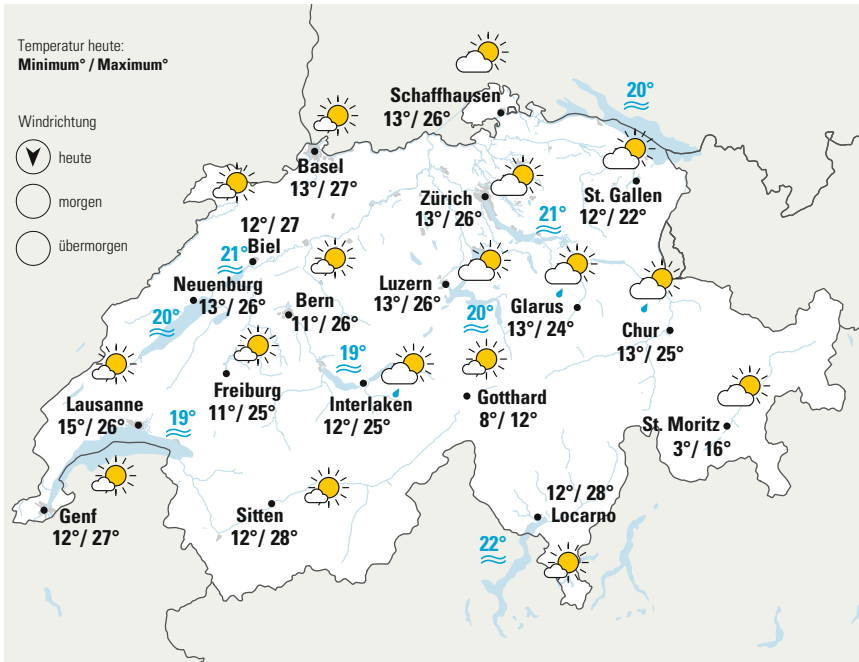 Temperatur heute:
Minimum° / Maximum°
Windrichtung
heute
morgen
übermorgen
Schaffhausen
13°/ 26°
20°
Basel
13°/ 27°
Zürich
13°/ 26°
St. Gallen
12°/ 22°
12°/ 27
Biel
21°
21°
Neuenburg
13°/ 26°
20°
Bern
11°/ 26°
Luzern
13°/ 26°
20°
Glarus
13°/ 24°
Chur
13°/ 25°
Freiburg
11°/ 25°
19°
Interlaken
12°/ 25°
Gotthard
8°/ 12°
St. Moritz
3°/ 16°
Lausanne
15°/ 26°
19°
Genf
12°/ 27°
Sitten
12°/ 28°
12°/ 28°
Locarno
22°